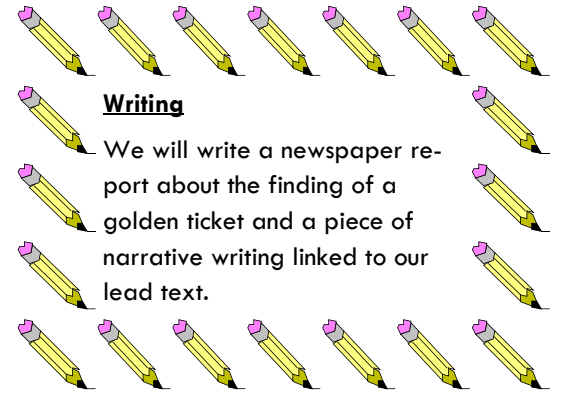 Writing
We will write a newspaper re-
port about the finding of a
golden ticket and a piece of
narrative writing linked to our
lead text.